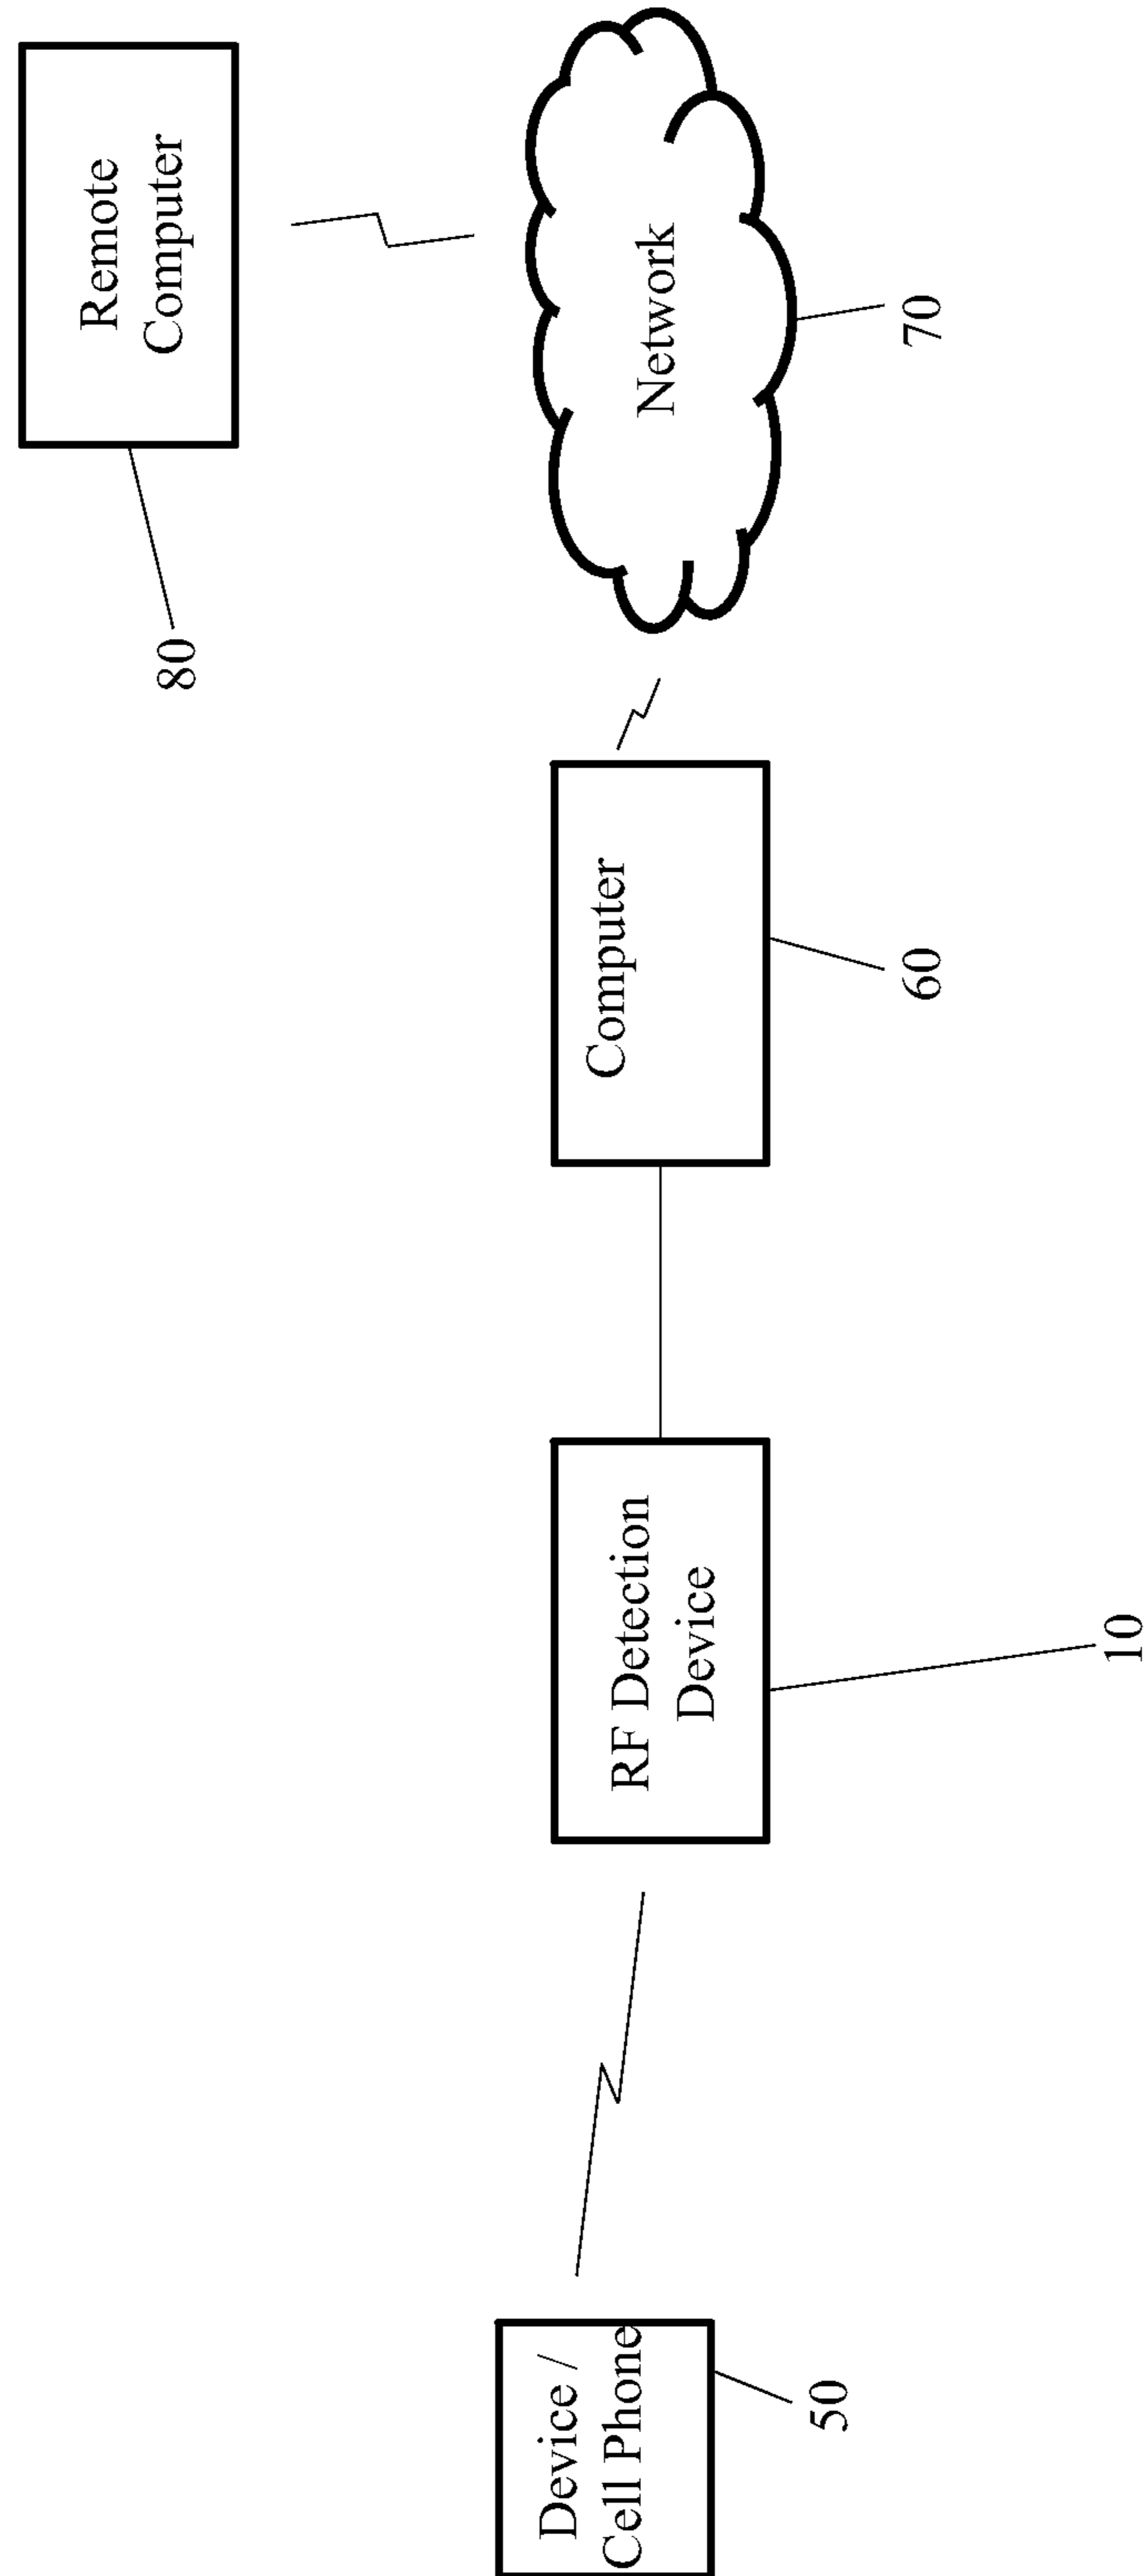 Remote
Computer
80
Network
70
Computer
60
RF Detection
Device
10
Device /
Cell Phone
50